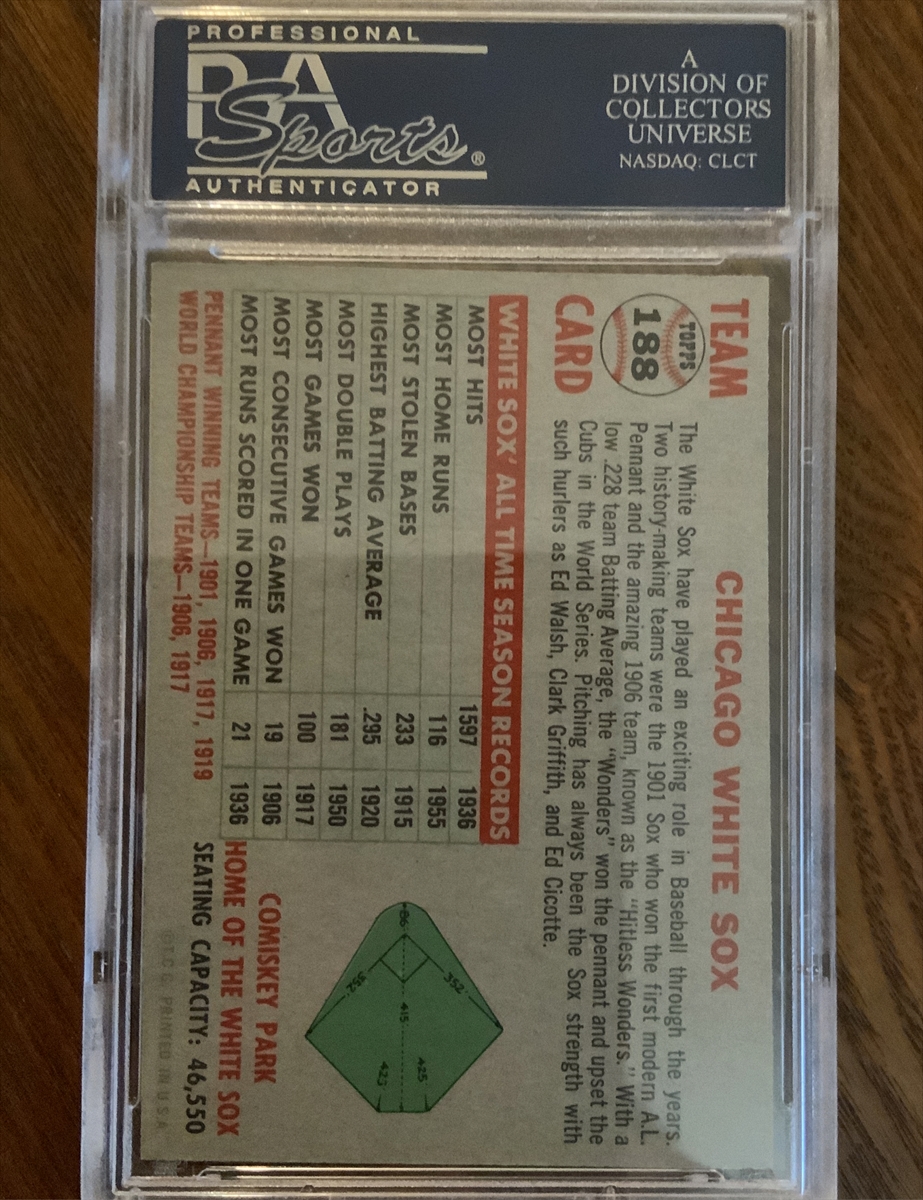 PROFESSIONAL
PSA
Sports®
AUTHENTICATOR
A
DIVISION OF
COLLECTORS
UNIVERSE
NASDAQ: CLCT
TEAM
TOPPS
188
CARD
CHICAGO WHITE SOX
The White Sox have played an exciting role in Baseball through the years.
Two history-making teams were the 1901 Sox who won the first modern A.L.
Pennant and the amazing 1906 team, known as the "Hitless Wonders." With a
low .228 team Batting Average, the "Wonders" won the pennant and upset the
Cubs in the World Series. Pitching has always been the Sox strength with
such hurlers as Ed Walsh, Clark Griffith, and Ed Cicotte.
WHITE SOX' ALL TIME SEASON RECORDS
MOST HITS 1597 1936
MOST HOME RUNS 116 1955
MOST STOLEN BASES 233 1915
HIGHEST BATTING AVERAGE .295 1920
MOST DOUBLE PLAYS 181 1950
MOST GAMES WON 100 1917
MOST CONSECUTIVE GAMES WON 19 1906
MOST RUNS SCORED IN ONE GAME 21 1936
PENNANT WINNING TEAMS—1901, 1906, 1917, 1919
WORLD CHAMPIONSHIP TEAMS—1906, 1917
86
352
415
425
352
423
COMISKEY PARK
HOME OF THE WHITE SOX
SEATING CAPACITY: 46,550
©T.C.G. PRINTED IN U.S.A.